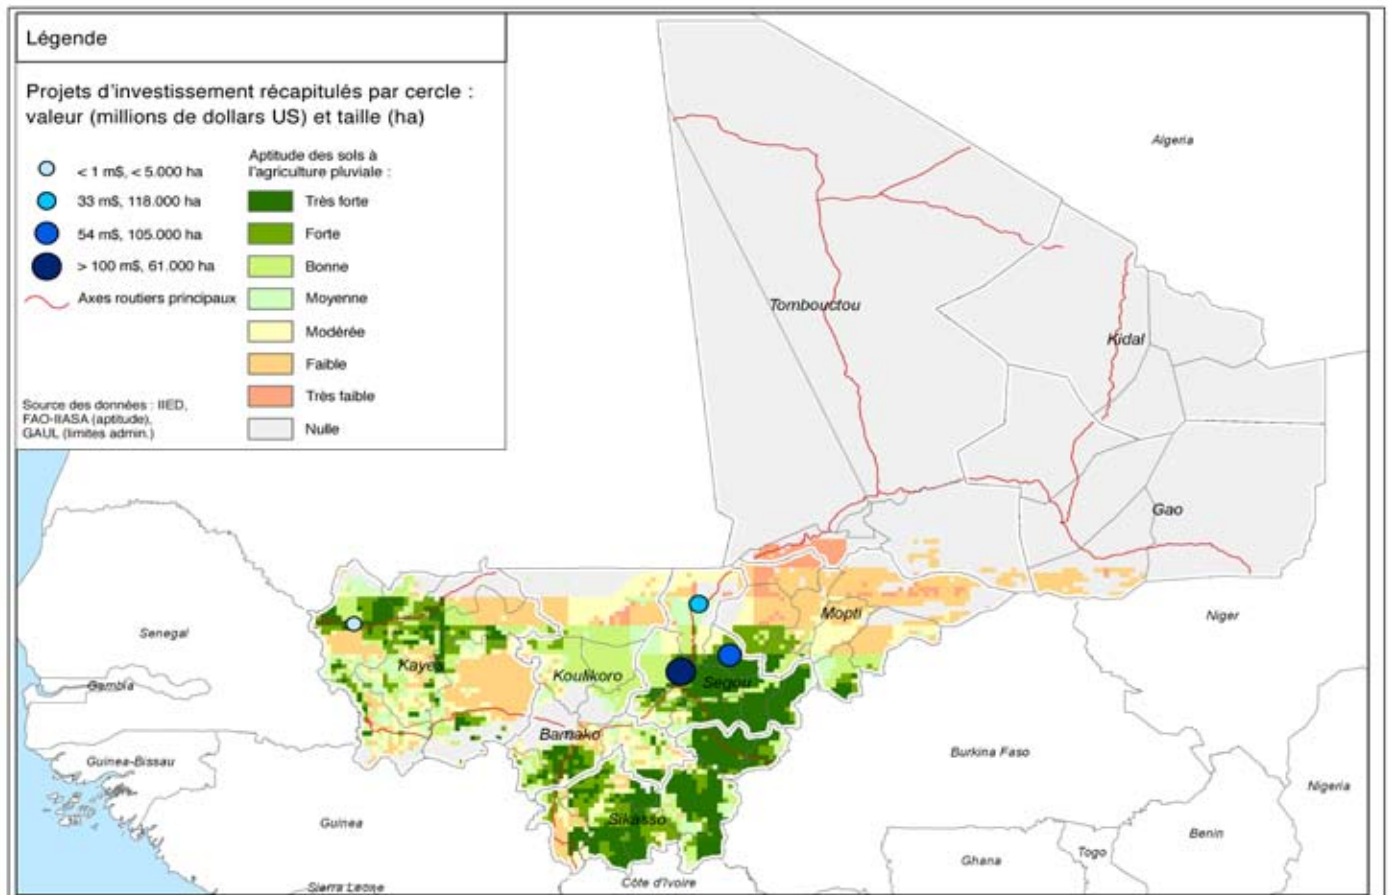 Légende
Projets d'investissement récapitulés par cercle :
valeur (millions de dollars US) et taille (ha)
< 1 m$, < 5.000 ha
33 m$, 118.000 ha
54 m$, 105.000 ha
> 100 m$, 61.000 ha
Axes routiers principaux
Aptitude des sols à
l'agriculture pluviale :
Très forte
Forte
Bonne
Moyenne
Modérée
Faible
Très faible
Nulle
Source des données : IIED,
FAO-IIASA (aptitude),
GAUL (limites admin.)
Algeria
Tombouctou
Kidal
Gao
Mopti
Niger
Senegal
Kayes
Koulikoro
Segou
Gambia
Bamako
Guinea-Bissau
Burkina Faso
Nigeria
Guinea
Sikasso
Benin
Togo
Ghana
Sierra Leone
Côte d'Ivoire